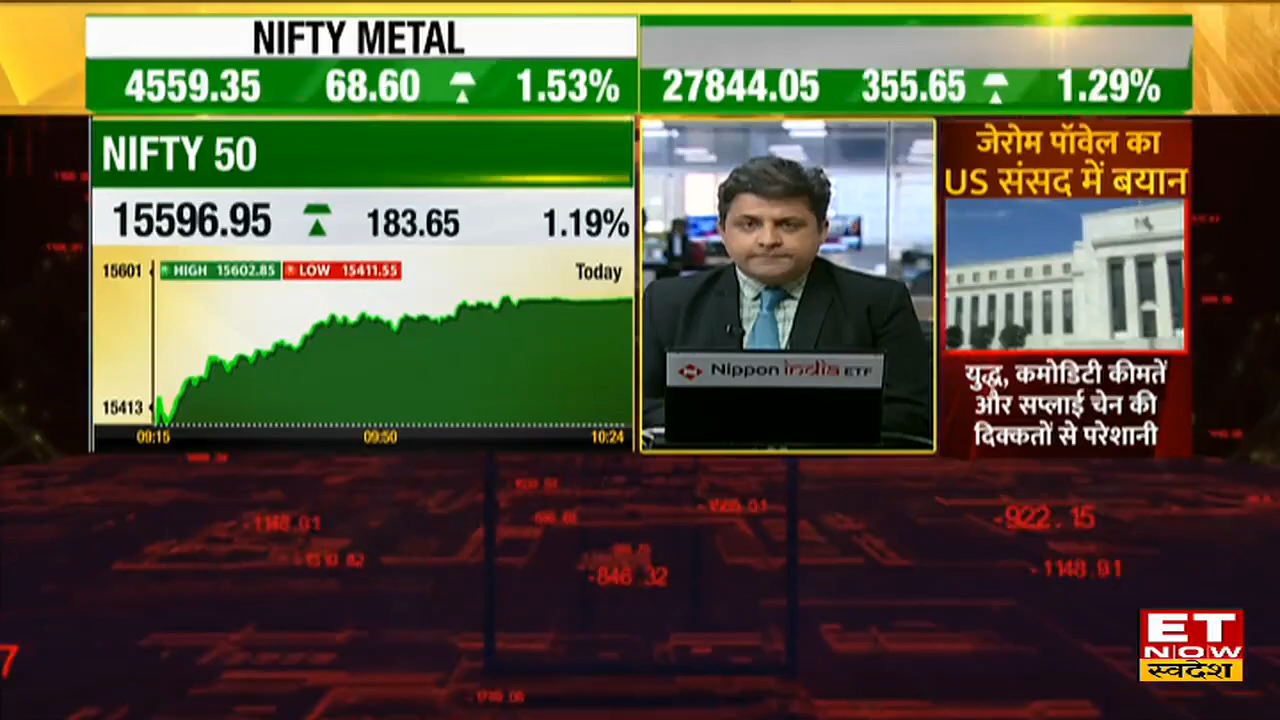 NIFTY METAL
4559.35 68.60 1.53%
27844.05 355.65 1.29%
NIFTY 50
15596.95 183.65 1.19%
15601
HIGH 15602.85 LOW 15411.55
Today
15413
09:15 09:50 10:24
Nippon india ETF
जेरोम पॉवेल का
US संसद में बयान
युद्ध, कमोडिटी कीमतें
और सप्लाई चेन की
दिक्कतों से परेशानी
-922.15
-1148.91
-846.32
7
ET
NOW
स्वदेश